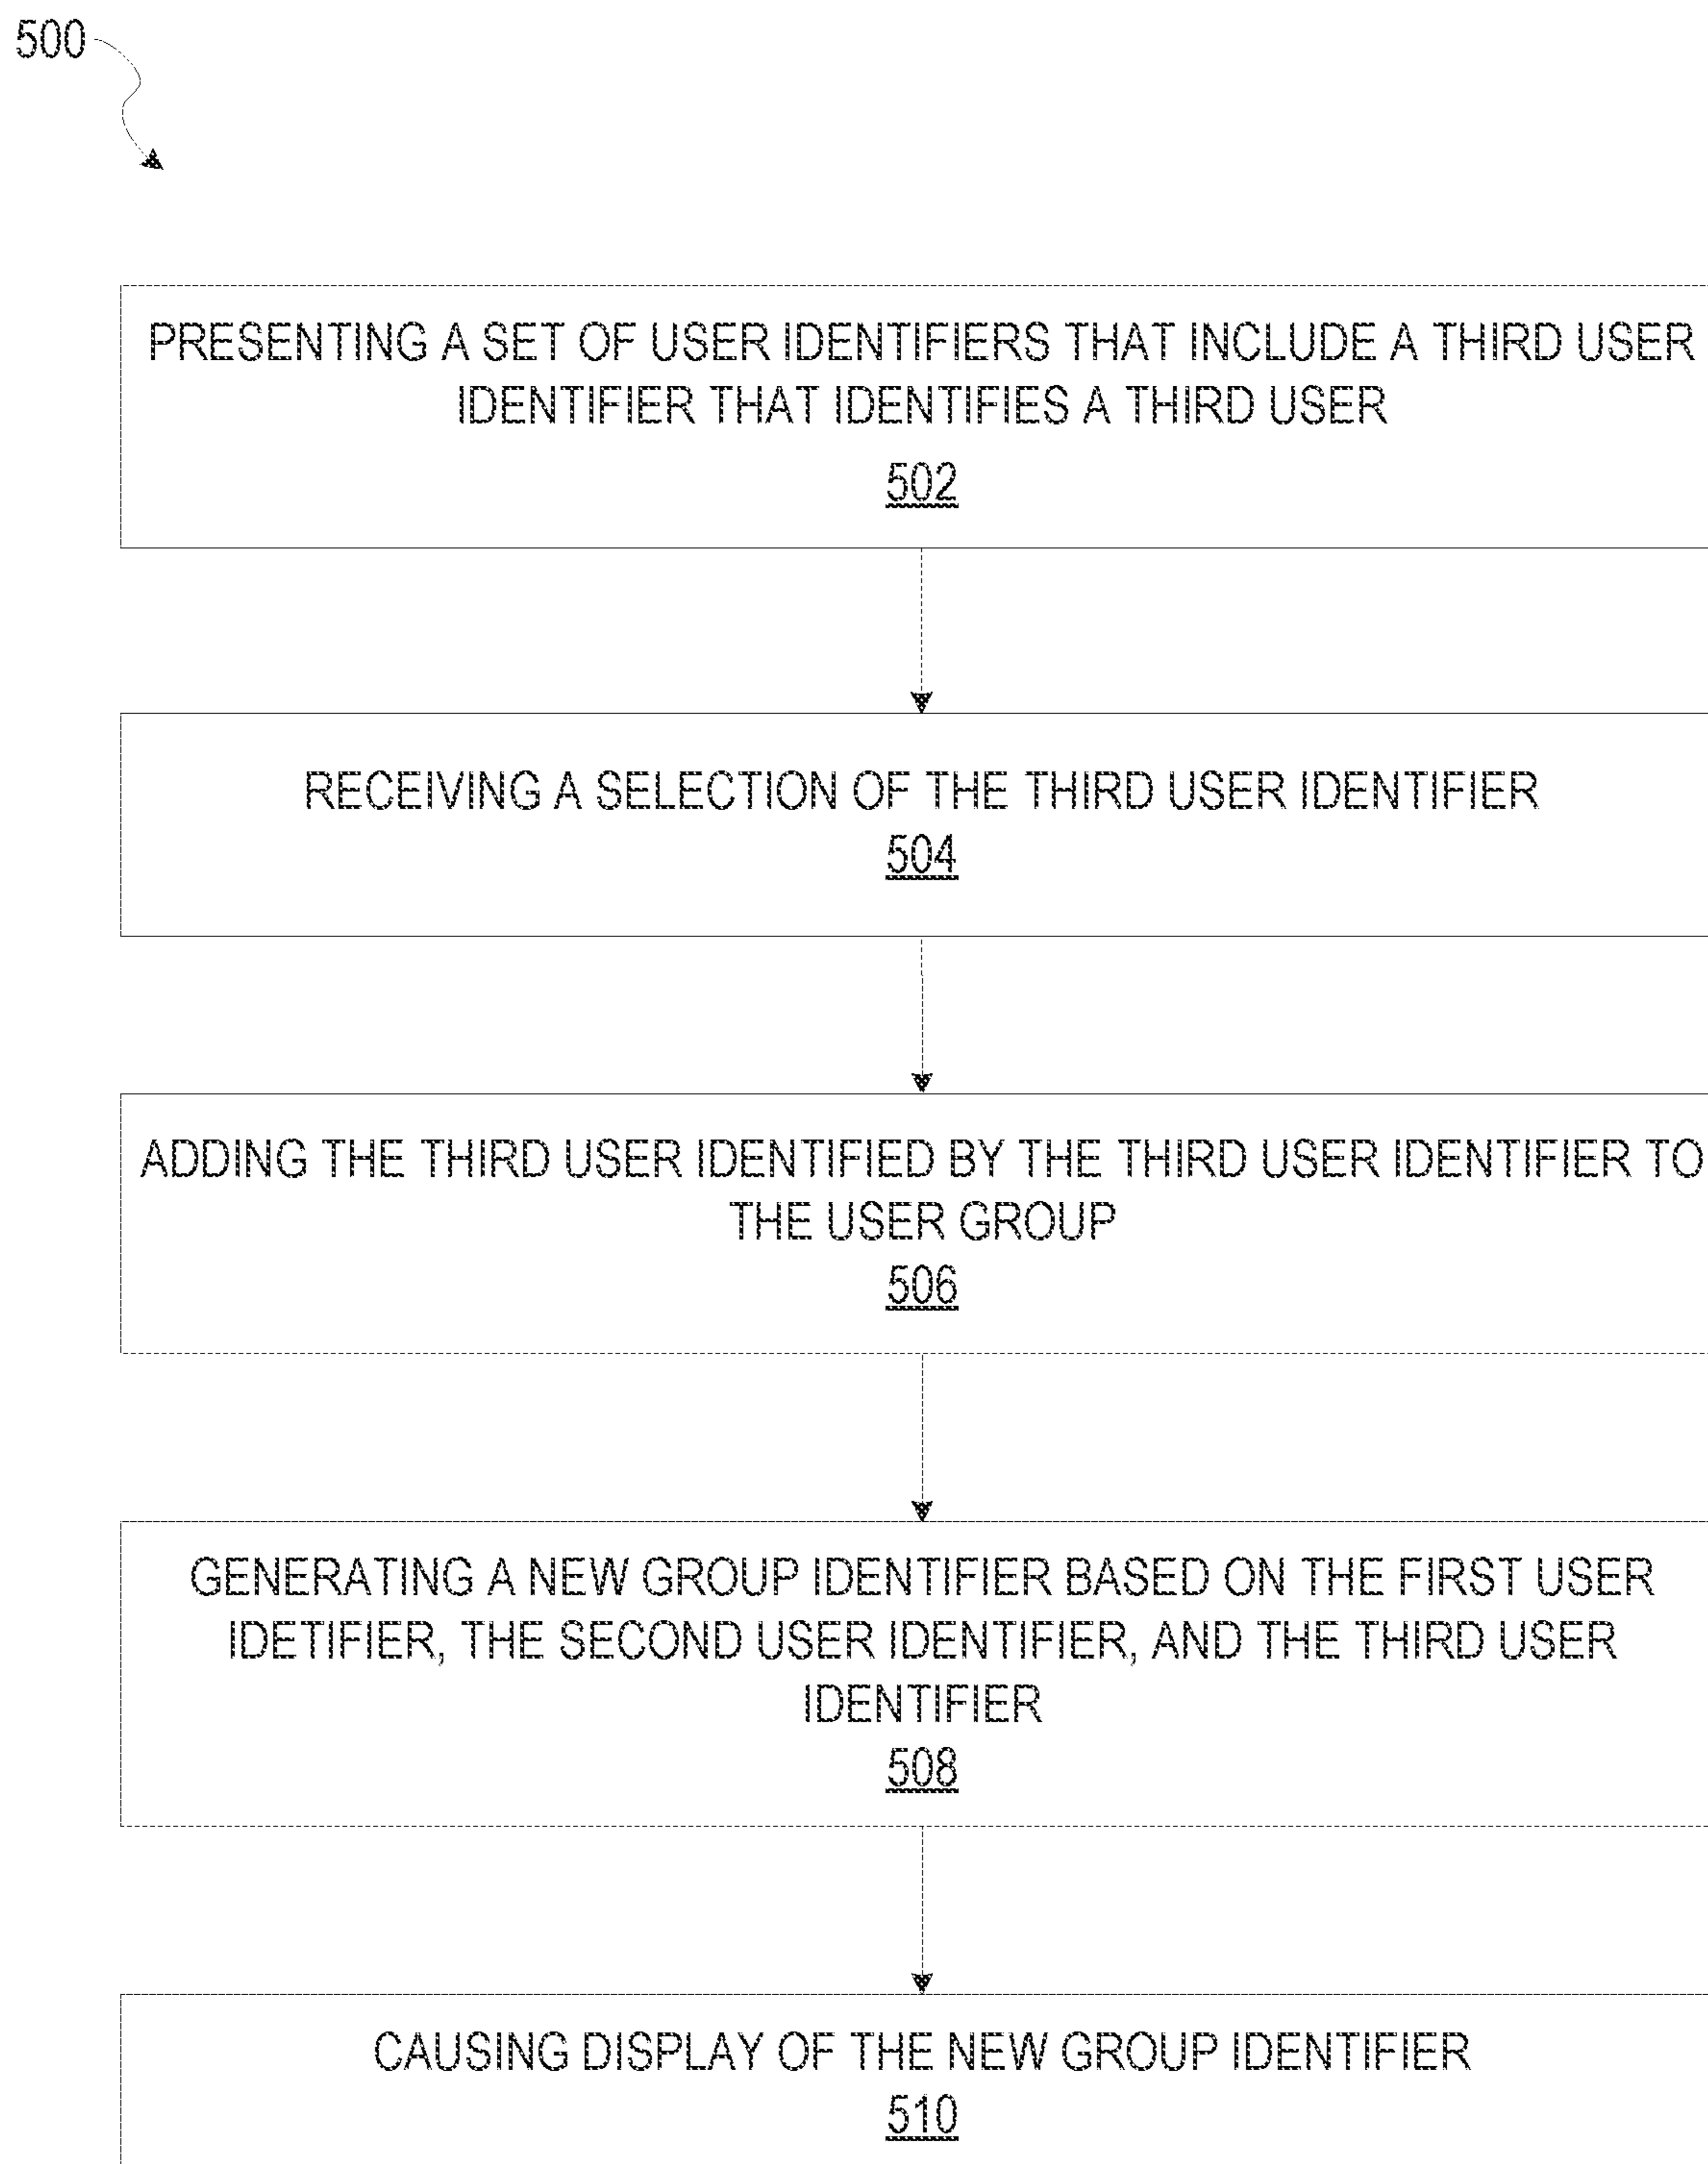 500
PRESENTING A SET OF USER IDENTIFIERS THAT INCLUDE A THIRD USER
IDENTIFIER THAT IDENTIFIES A THIRD USER
502
RECEIVING A SELECTION OF THE THIRD USER IDENTIFIER
504
ADDING THE THIRD USER IDENTIFIED BY THE THIRD USER IDENTIFIER TO
THE USER GROUP
506
GENERATING A NEW GROUP IDENTIFIER BASED ON THE FIRST USER
IDETIFIER, THE SECOND USER IDENTIFIER, AND THE THIRD USER
IDENTIFIER
508
CAUSING DISPLAY OF THE NEW GROUP IDENTIFIER
510